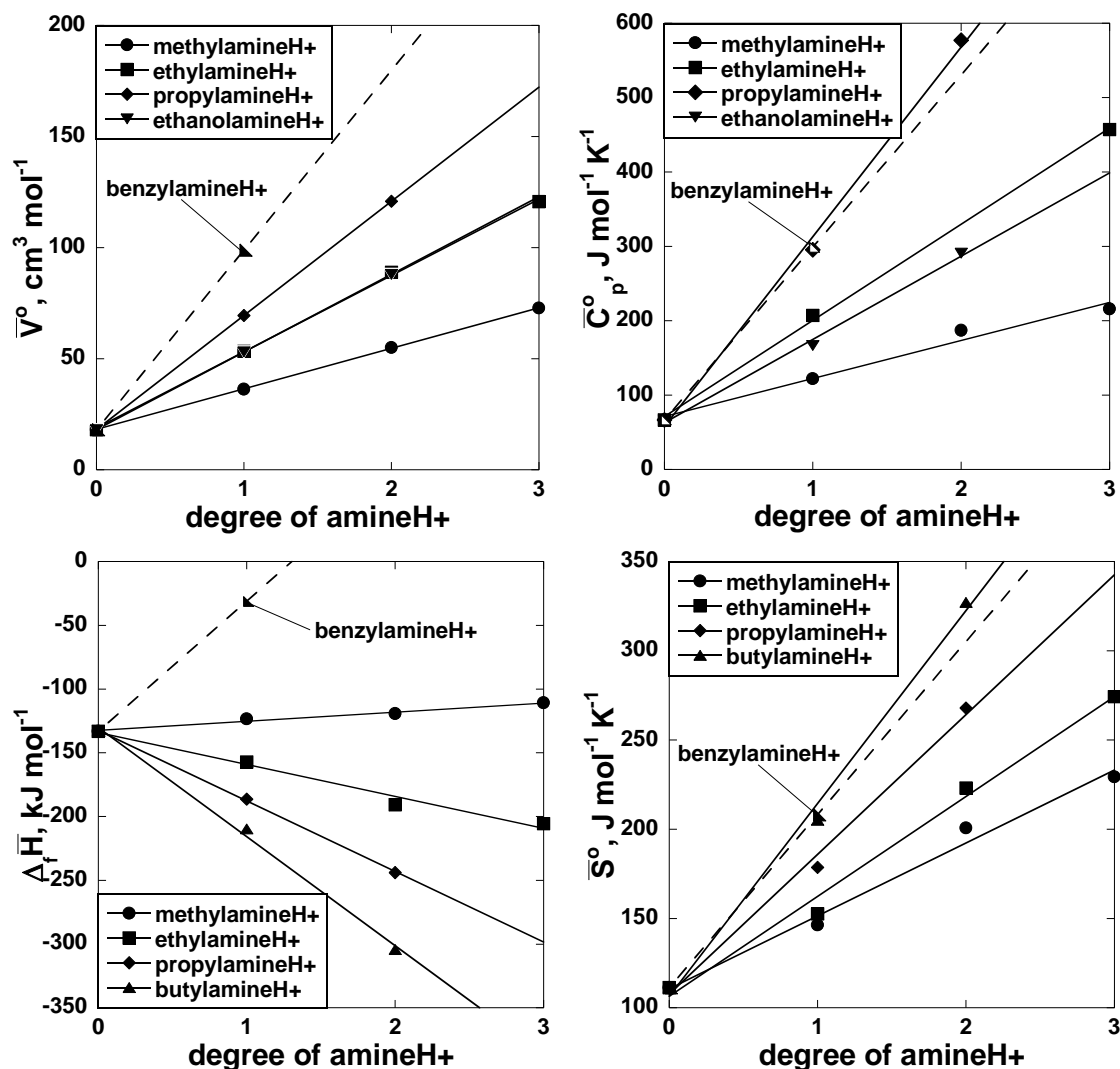 200
150
100
50
0
V̅°, cm³ mol⁻¹
methylamineH+
ethylamineH+
propylamineH+
ethanolamineH+
benzylamineH+
0 1 2 3
degree of amineH+
600
500
400
300
200
100
0
C̅°p, J mol⁻¹ K⁻¹
methylamineH+
ethylamineH+
propylamineH+
ethanolamineH+
benzylamineH+
0 1 2 3
degree of amineH+
0
-50
-100
-150
-200
-250
-300
-350
ΔfH̅, kJ mol⁻¹
benzylamineH+
methylamineH+
ethylamineH+
propylamineH+
butylamineH+
0 1 2 3
degree of amineH+
350
300
250
200
150
100
S̅°, J mol⁻¹ K⁻¹
methylamineH+
ethylamineH+
propylamineH+
butylamineH+
benzylamineH+
0 1 2 3
degree of amineH+